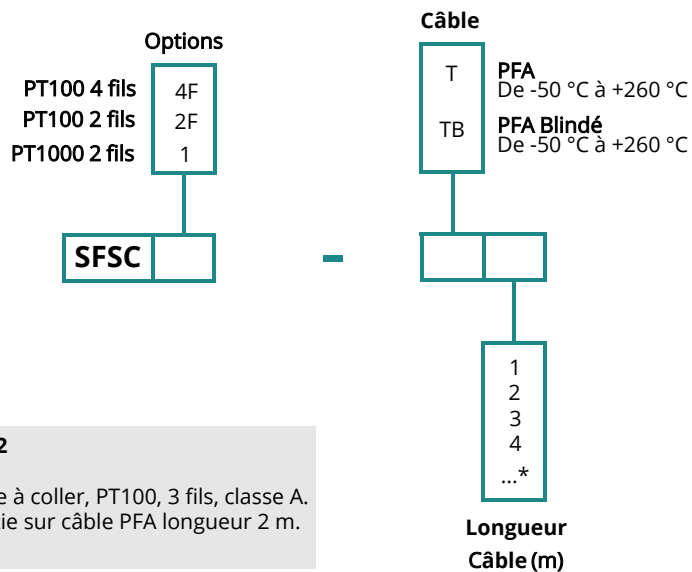 Câble
Options
PT100 4 fils 4F
PT100 2 fils 2F
PT1000 2 fils 1
T PFA
De -50 °C à +260 °C
TB PFA Blindé
De -50 °C à +260 °C
SFSC -
1
2
3
4
...*
Longueur
Câble (m)
2
à coller, PT100, 3 fils, classe A.
sur câble PFA longueur 2 m.